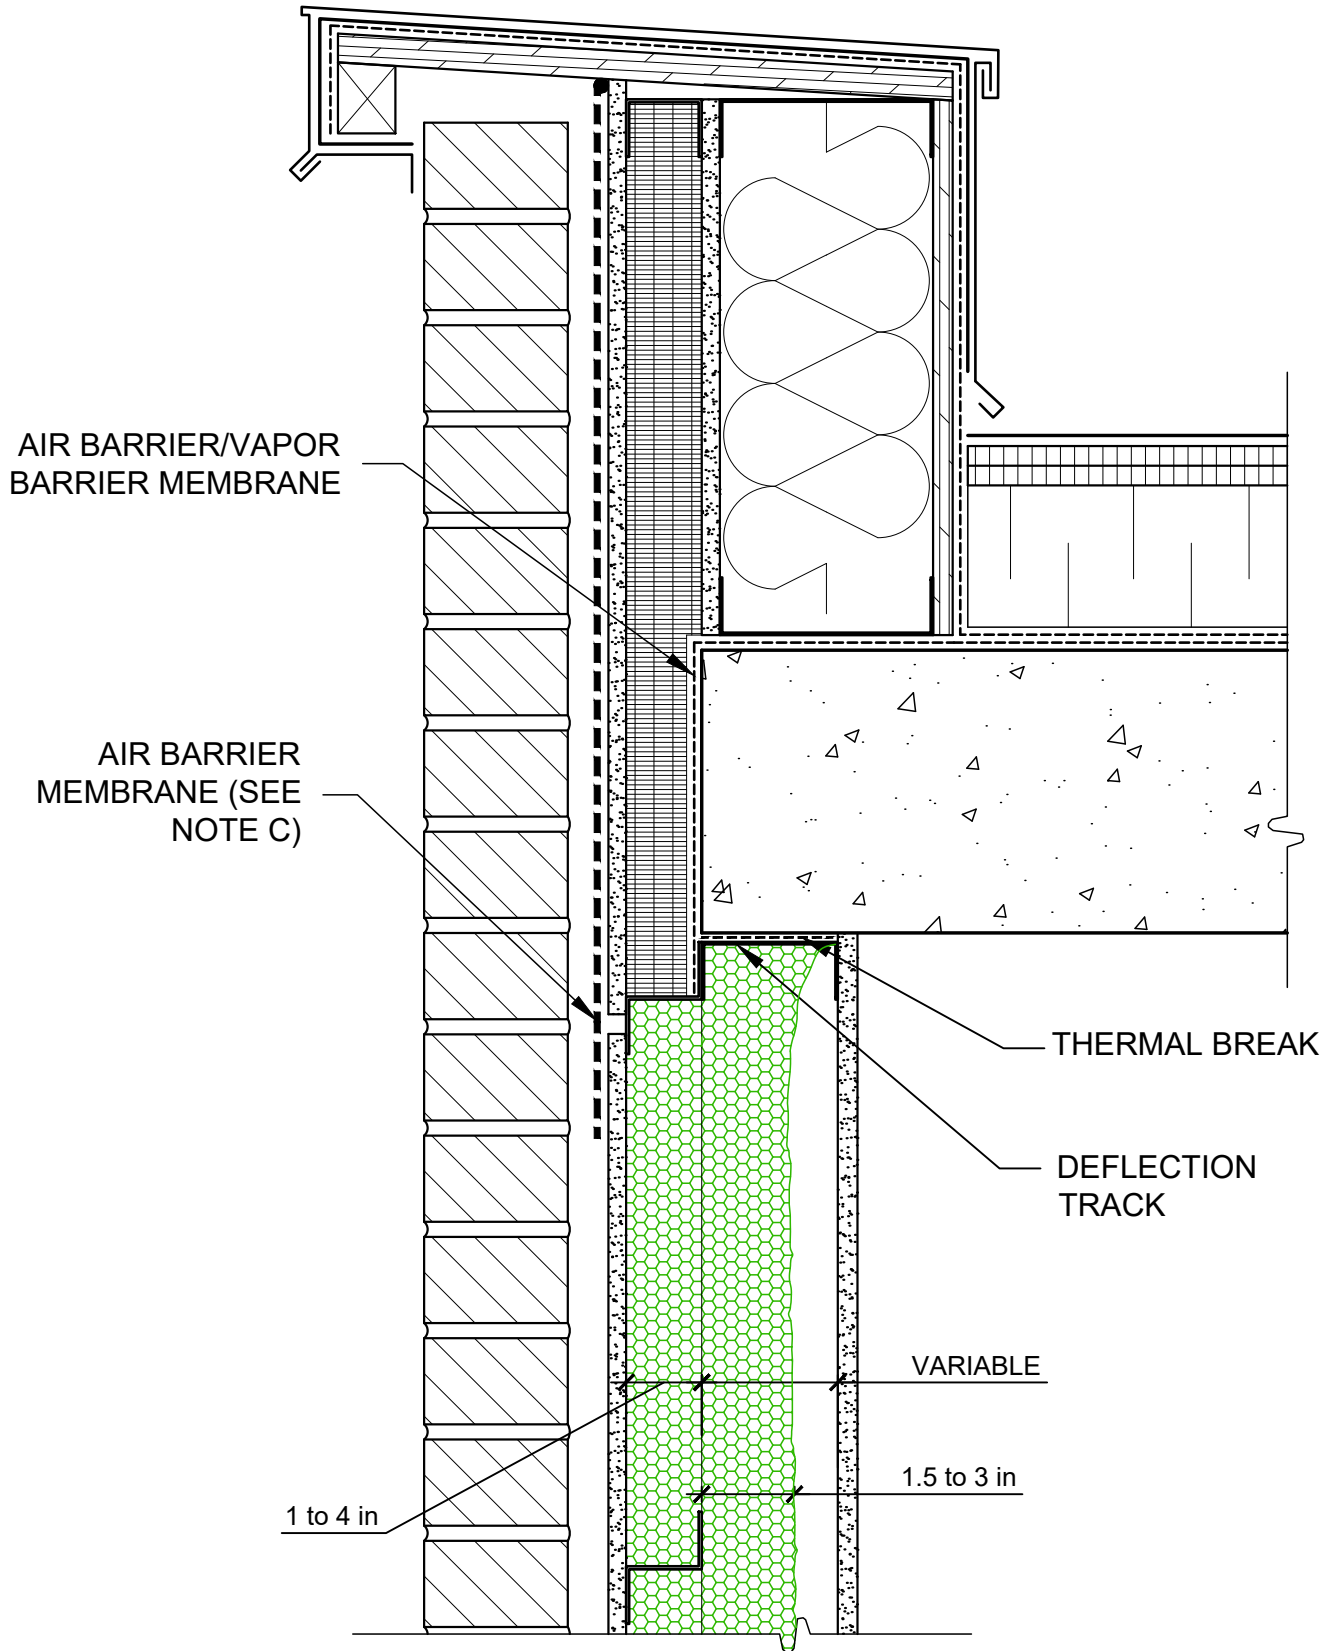 AIR BARRIER/VAPOR
BARRIER MEMBRANE
AIR BARRIER
MEMBRANE (SEE
NOTE C)
THERMAL BREAK
DEFLECTION
TRACK
VARIABLE
1.5 to 3 in
1 to 4 in